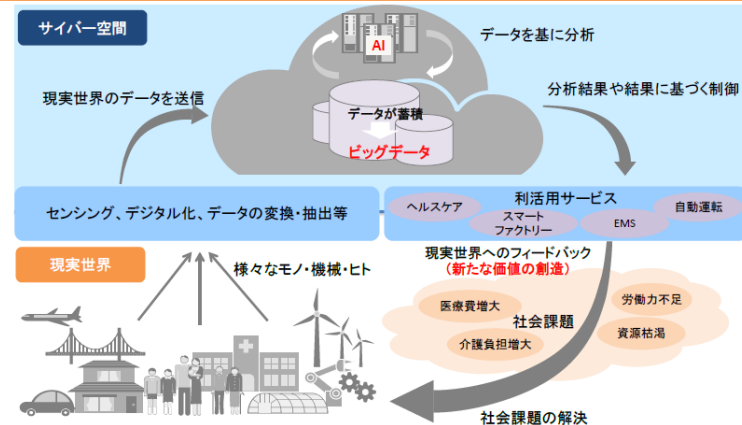 サイバー空間
AI
データを基に分析
現実世界のデータを送信
分析結果や結果に基づく制御
データが蓄積
ビッグデータ
センシング、デジタル化、データの変換・抽出等
利活用サービス
ヘルスケア
スマート
ファクトリー
EMS
自動運転
現実世界
様々なモノ・機械・ヒト
現実世界へのフィードバック
（新たな価値の創造）
医療費増大
労働力不足
社会課題
介護負担増大
資源枯渇
社会課題の解決